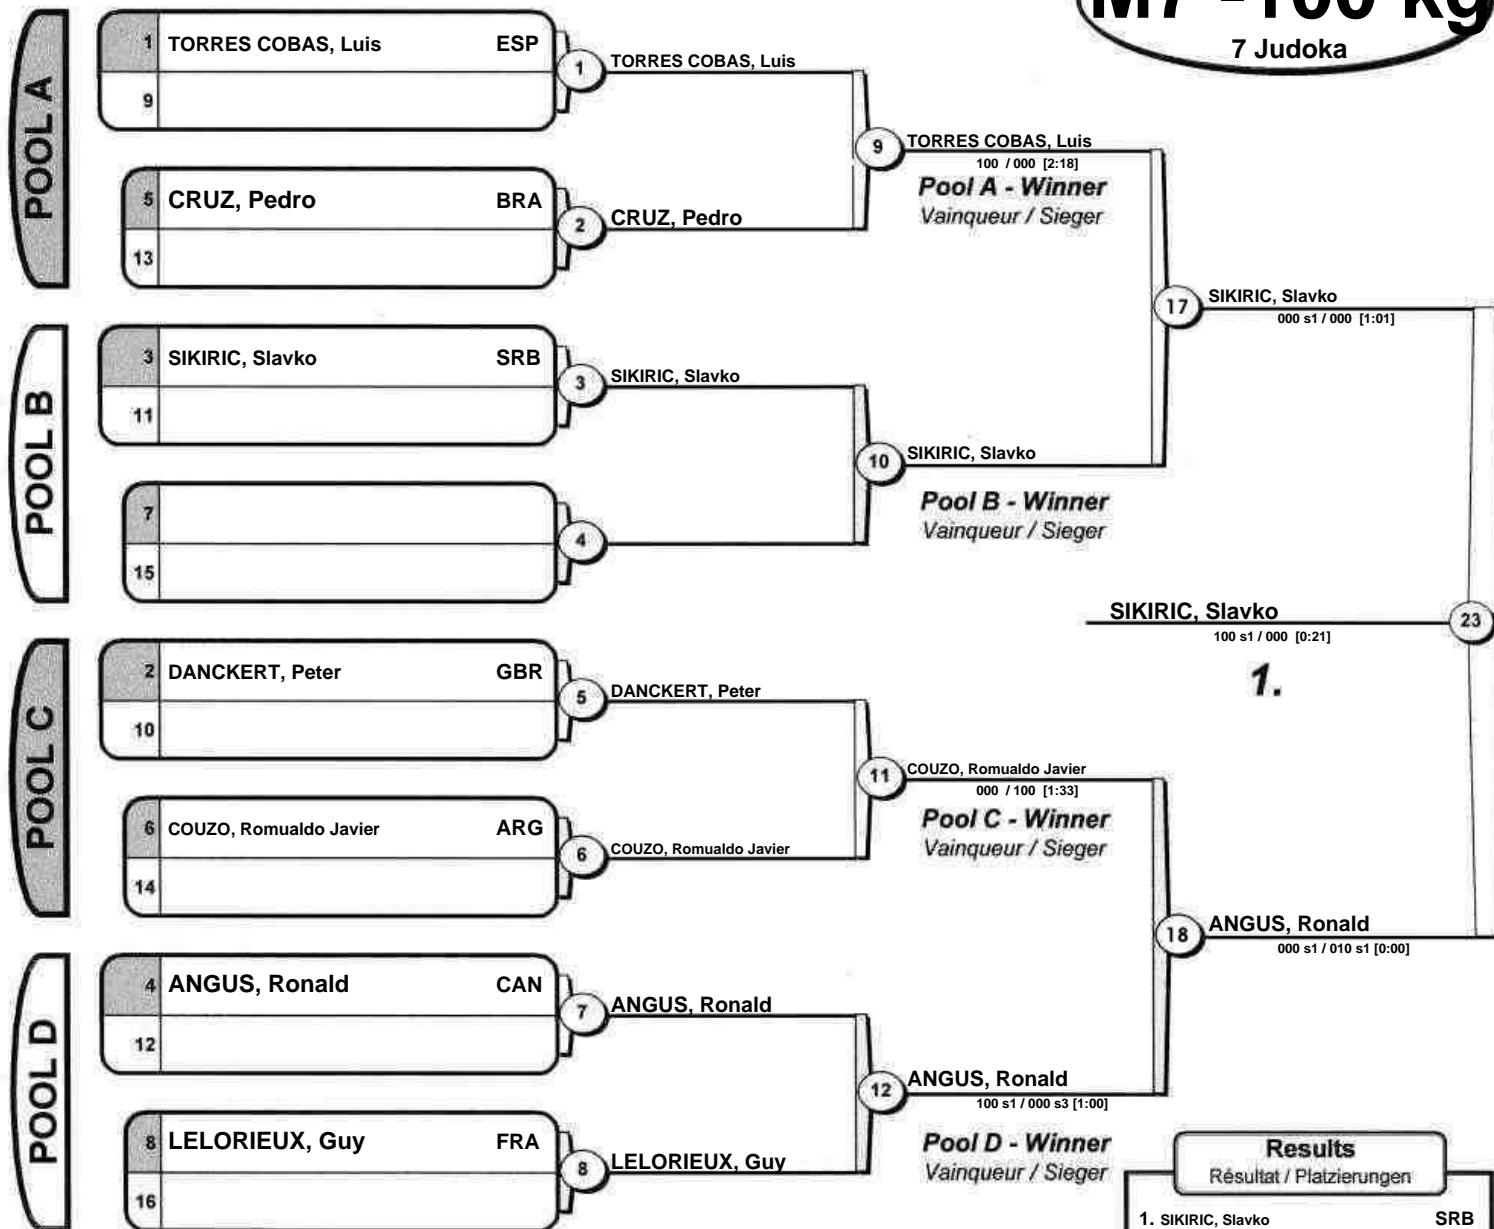 M7 -100 kg
7 Judoka
POOL A
1 TORRES COBAS, Luis ESP
9
5 CRUZ, Pedro BRA
13
1 TORRES COBAS, Luis
2 CRUZ, Pedro
9 TORRES COBAS, Luis
100 / 000 [2:18]
Pool A - Winner
Vainqueur / Sieger
POOL B
3 SIKIRIC, Slavko SRB
11
7
15
3 SIKIRIC, Slavko
4
10 SIKIRIC, Slavko
Pool B - Winner
Vainqueur / Sieger
17 SIKIRIC, Slavko
000 s1 / 000 [1:01]
SIKIRIC, Slavko 23
100 s1 / 000 [0:21]
1.
POOL C
2 DANCKERT, Peter GBR
10
6 COUZO, Romualdo Javier ARG
14
5 DANCKERT, Peter
6 COUZO, Romualdo Javier
11 COUZO, Romualdo Javier
000 / 100 [1:33]
Pool C - Winner
Vainqueur / Sieger
18 ANGUS, Ronald
000 s1 / 010 s1 [0:00]
POOL D
4 ANGUS, Ronald CAN
12
8 LELORIEUX, Guy FRA
16
7 ANGUS, Ronald
8 LELORIEUX, Guy
12 ANGUS, Ronald
100 s1 / 000 s3 [1:00]
Pool D - Winner
Vainqueur / Sieger
Results
Résultat / Platzierungen
1. SIKIRIC, Slavko SRB